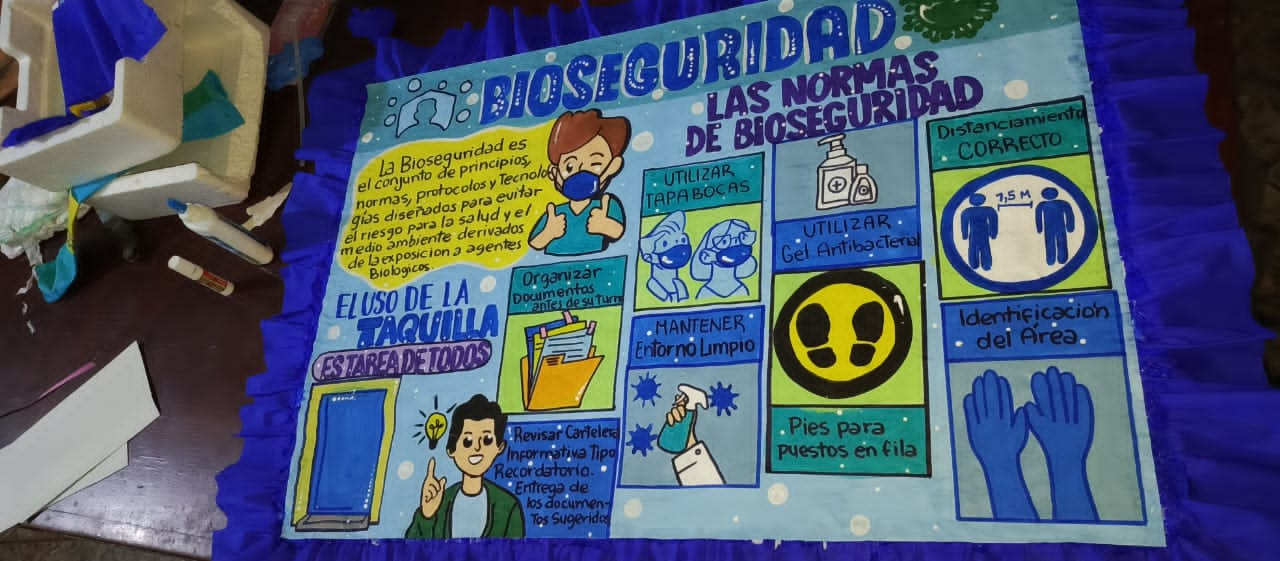 BIOSEGURIDAD
LAS NORMAS
DE BIOSEGURIDAD
La Bioseguridad es
el conjunto de principios,
normas, protocolos y Tecnolo
gias diseñados para evitar
el riesgo para la salud y el
medio ambiente derivados
de la exposicion a agentes
Biologicos.
EL USO DE LA
TAQUILLA
ES TAREA DE TODOS
Organizar
Documentos
antes de su Turno
Revisar Cartelera
Informativa Tipo
Recordatorio.
Entrega de
los documen-
Tos Sugeridos
UTILIZAR
TAPABOCAS
MANTENER
Entorno Limpio
UTILIZAR
Gel Antibacterial
Pies para
puestos en fila
Distanciamiento
CORRECTO
1,5 M
Identificación
del Área.